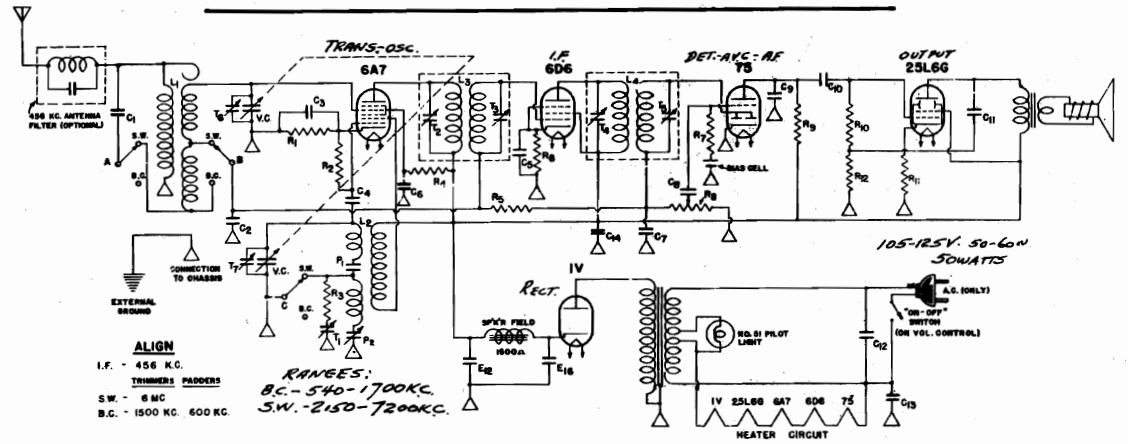 TRANS.-OSC.
6A7
I.F.
6D6
DET-AVC-A.F.
75
OUTPUT
25L6G
456 KC. ANTENNA
FILTER (OPTIONAL)
C1
L1
S.W.
A
B.C.
S.W.
B
B.C.
C2
T6
V.C.
C3
R1
R2
C4
C6
R4
L3
T2
T3
C5
R6
L4
T4
T5
R7
BIAS CELL
C8
R8
C9
C10
R9
R10
R12
R11
C11
R5
C14
C7
L2
T7
V.C.
P1
S.W.
C
B.C.
R3
T1
P2
CONNECTION
TO CHASSIS
EXTERNAL
GROUND
105-125V. 50-60~
50WATTS
RECT.
1V
SP'K'R FIELD
E12
E16
NO. 51 PILOT
LIGHT
C12
A.C. (ONLY)
"ON-OFF"
SWITCH
(ON VOL. CONTROL)
C13
1V 25L6G 6A7 6D6 75
HEATER CIRCUIT
ALIGN
I.F. - 456 K.C.
TRIMMERS PADDERS
S.W. - 6 MC
B.C. - 1500 KC. 600 KC.
RANGES:
B.C. - 540-1700KC.
S.W. - 2150-7200KC.